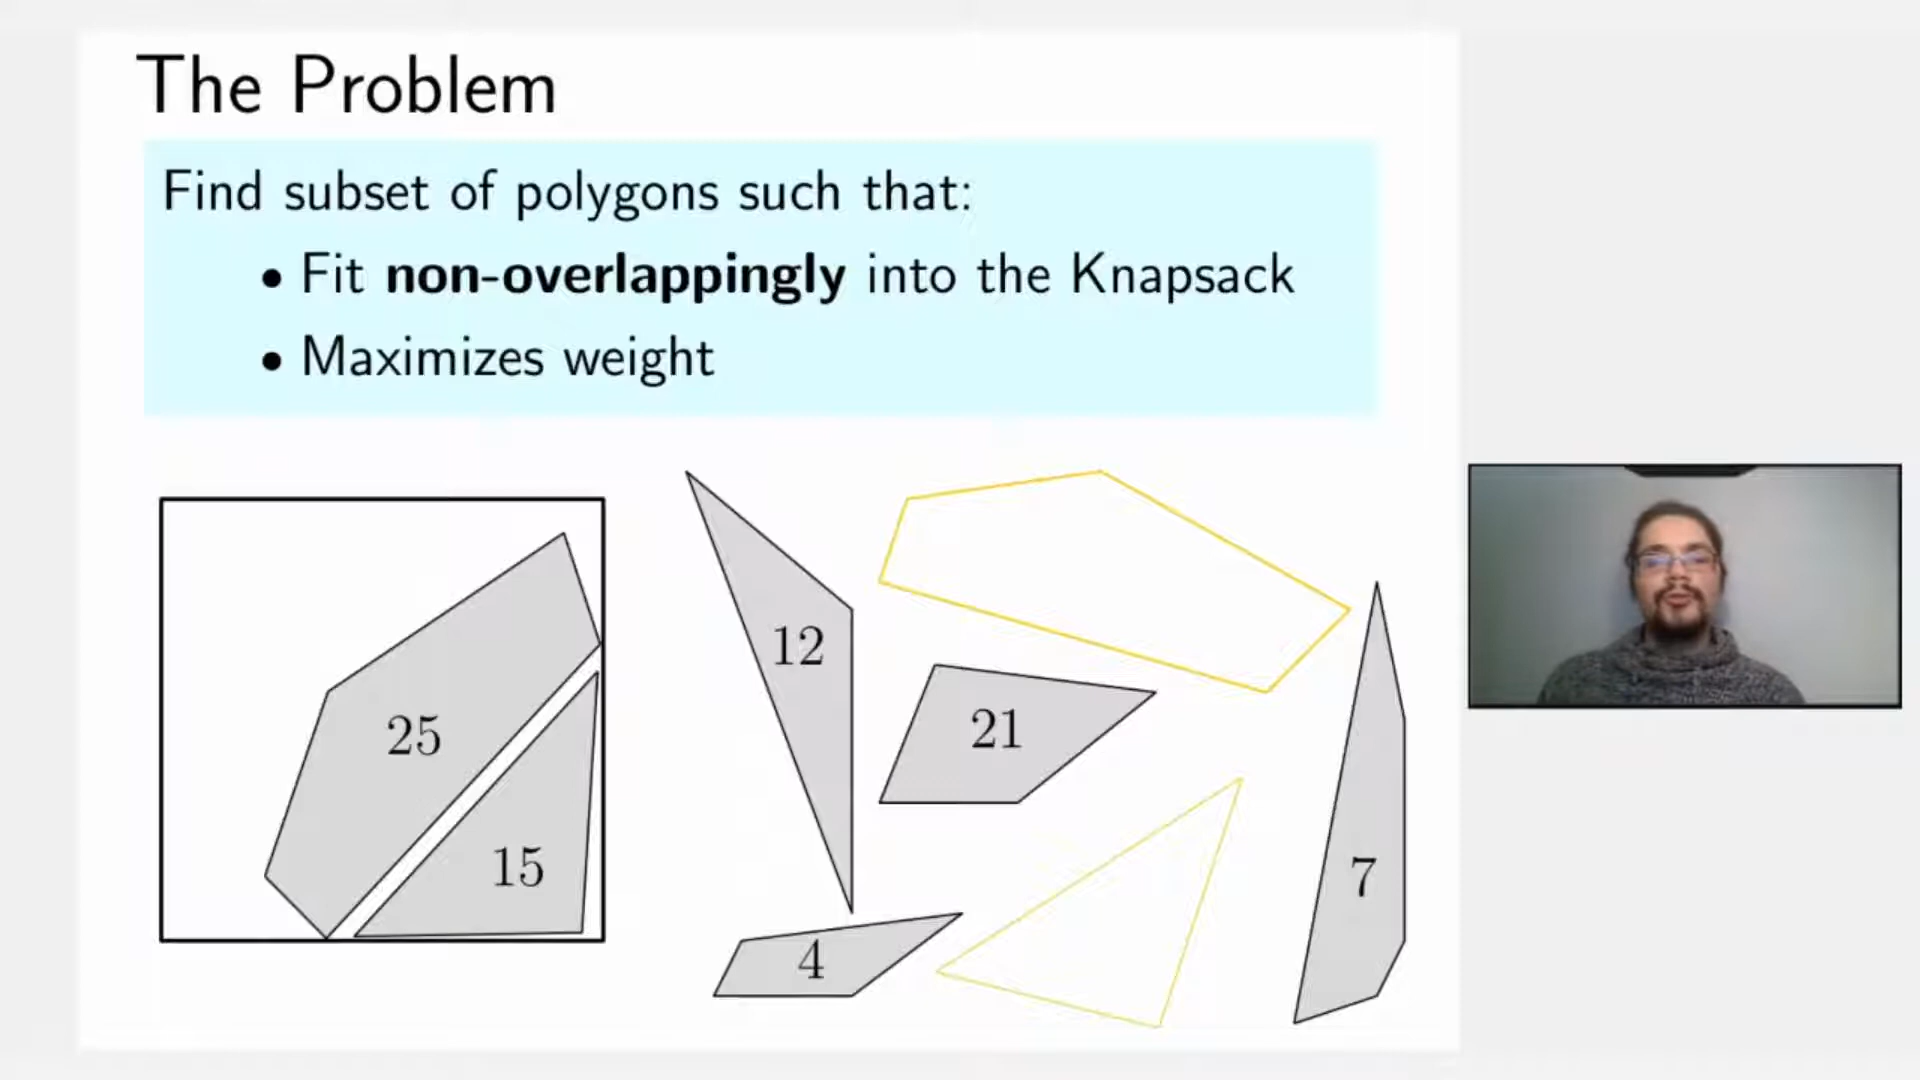 The Problem
Find subset of polygons such that:
• Fit non-overlappingly into the Knapsack
• Maximizes weight
12
25
21
15
7
4